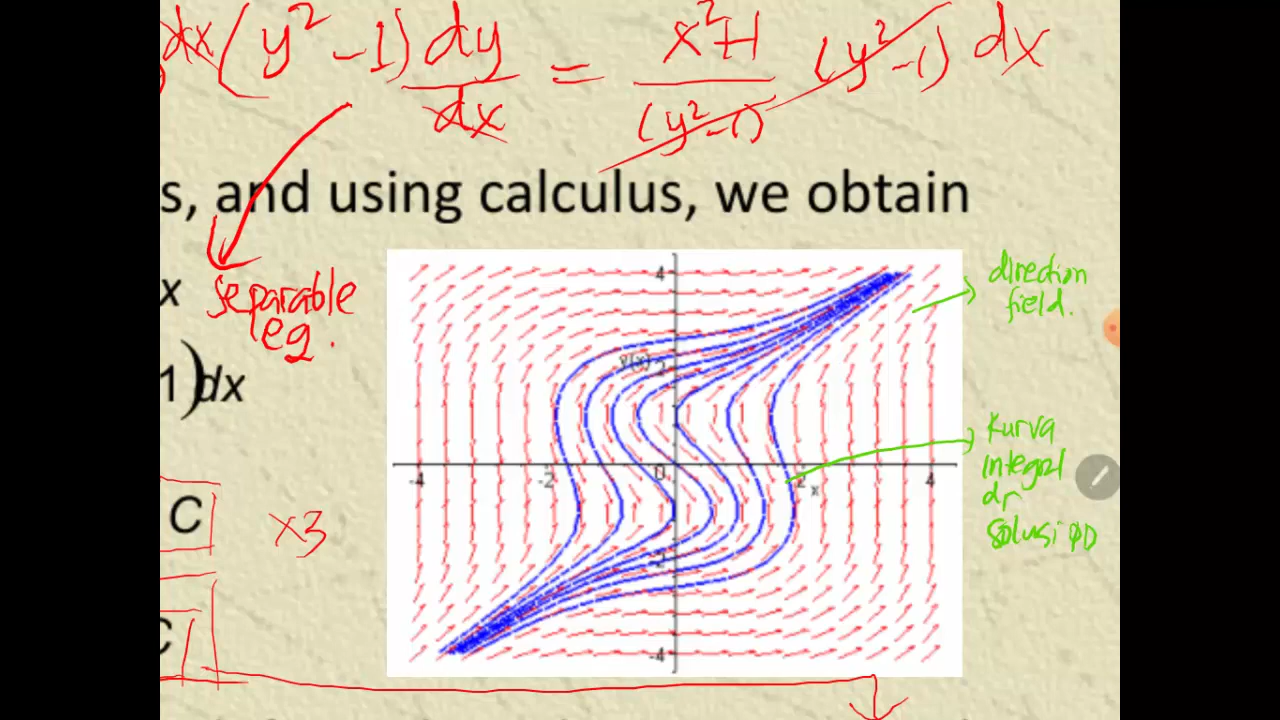 dx(y² -1) dy/dx = x²+1/(y²-1) (y²-1) dx
s, and using calculus, we obtain
x
separable
eq.
1)dx
C
x3
C
4
y(x) 2
-4 -2 0 2 x 4
-2
-4
direction
field.
Kurva
integral
dr
solusi PD